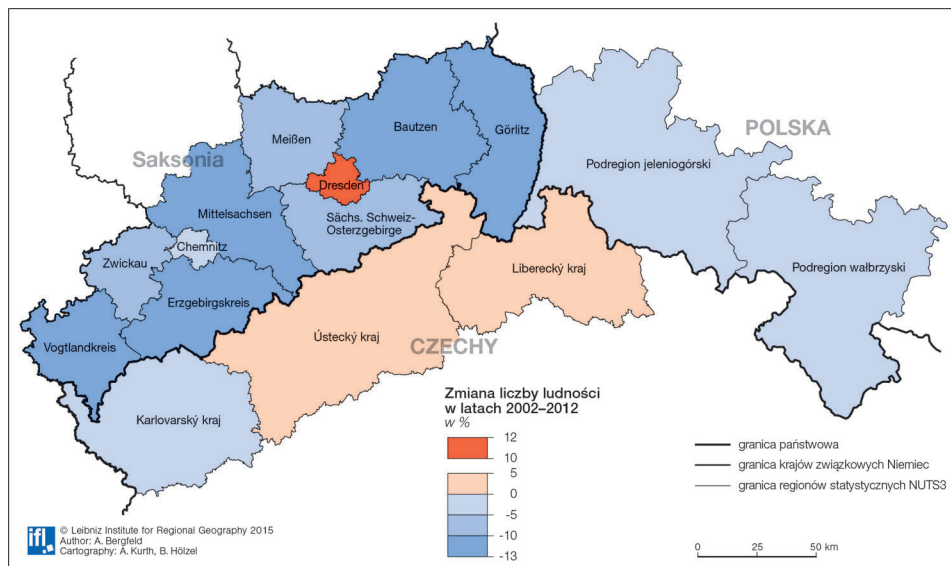 Saksonia
Meißen
Bautzen
Görlitz
POLSKA
Podregion jeleniogórski
Dresden
Mittelsachsen
Sächs. Schweiz-
Osterzgebirge
Chemnitz
Zwickau
Liberecký kraj
Podregion wałbrzyski
Erzgebirgskreis
Vogtlandkreis
Ústecký kraj
CZECHY
Karlovarský kraj
Zmiana liczby ludności
w latach 2002–2012
w %
12
10
5
0
-5
-10
-13
granica państwowa
granica krajów związkowych Niemiec
granica regionów statystycznych NUTS3
0 25 50 km
ifl
© Leibniz Institute for Regional Geography 2015
Author: A. Bergfeld
Cartography: A. Kurth, B. Hölzel